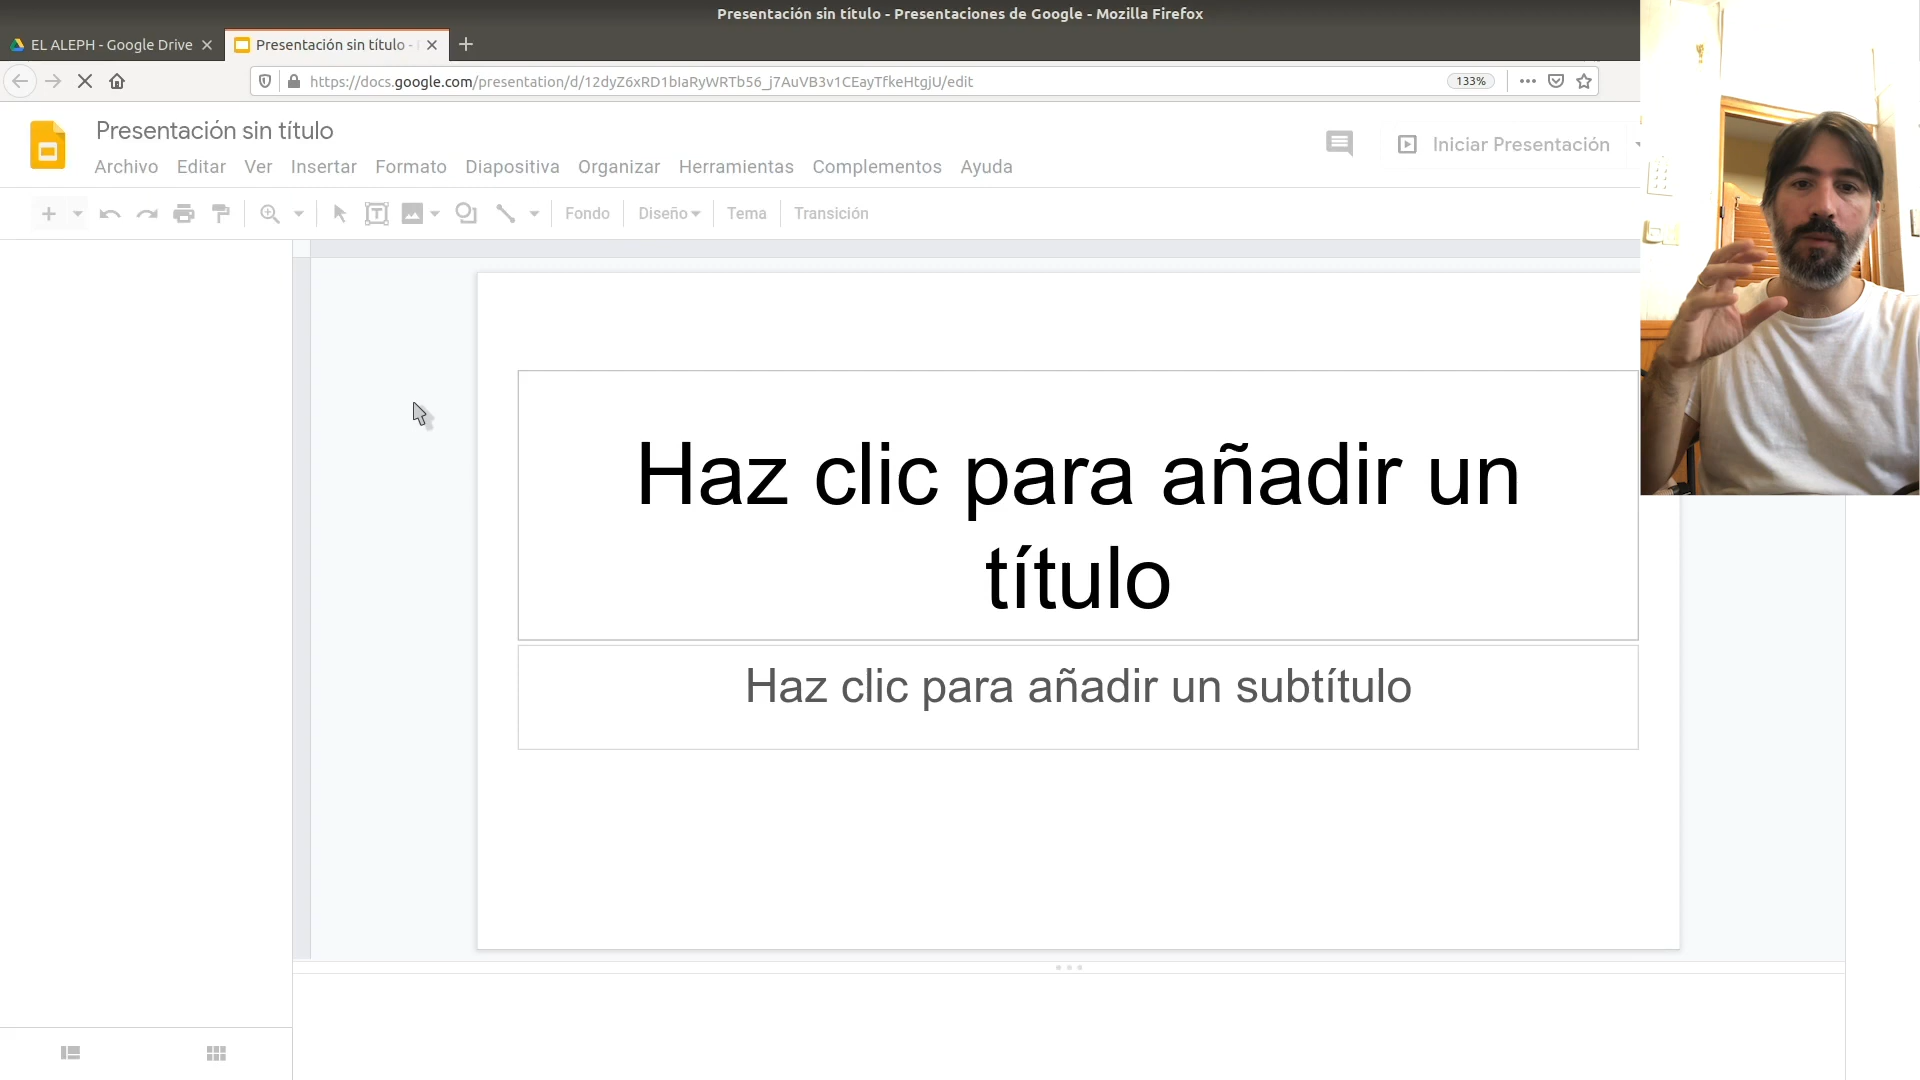 Presentación sin título - Presentaciones de Google - Mozilla Firefox
EL ALEPH - Google Drive
Presentación sin título -
https://docs.google.com/presentation/d/12dyZ6xRD1bIaRyWRTb56_j7AuVB3v1CEayTfkeHtgjU/edit
133%
Presentación sin título
Archivo Editar Ver Insertar Formato Diapositiva Organizar Herramientas Complementos Ayuda
Iniciar Presentación
Fondo Diseño Tema Transición
Haz clic para añadir un
título
Haz clic para añadir un subtítulo